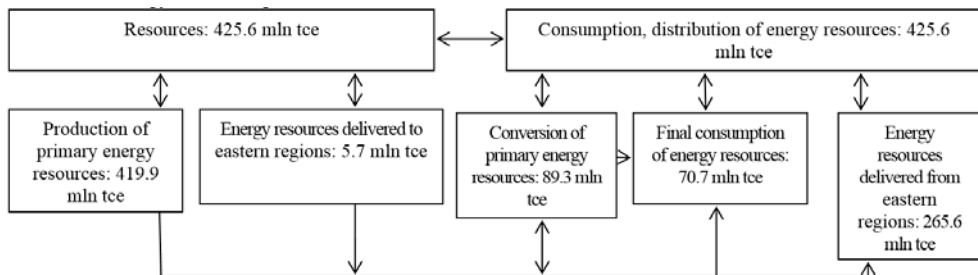 Resources: 425.6 mln tce
Consumption, distribution of energy resources: 425.6
mln tce
Production of
primary energy
resources: 419.9
mln tce
Energy resources delivered to
eastern regions: 5.7 mln tce
Conversion of
primary energy
resources: 89.3 mln
tce
Final consumption
of energy resources:
70.7 mln tce
Energy
resources
delivered from
eastern
regions: 265.6
mln tce